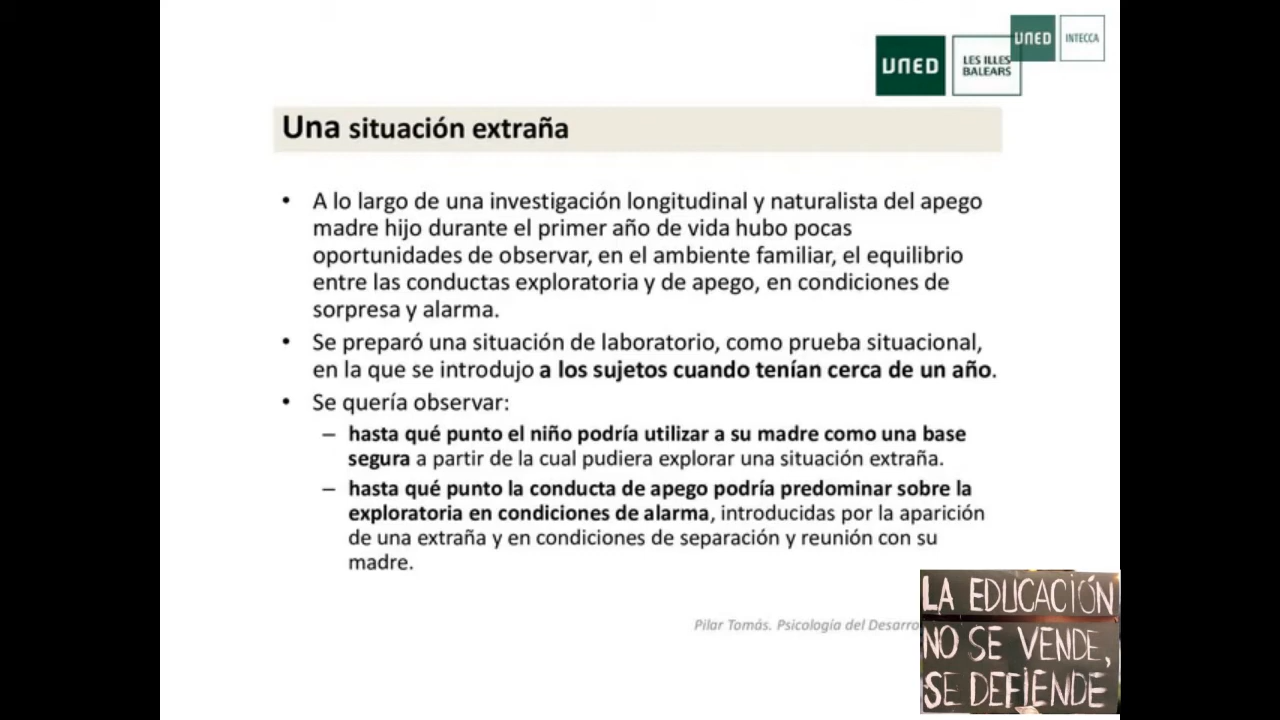 UNED
INTECCA
UNED
LES ILLES
BALEARS
Una situación extraña
• A lo largo de una investigación longitudinal y naturalista del apego
madre hijo durante el primer año de vida hubo pocas
oportunidades de observar, en el ambiente familiar, el equilibrio
entre las conductas exploratoria y de apego, en condiciones de
sorpresa y alarma.
• Se preparó una situación de laboratorio, como prueba situacional,
en la que se introdujo a los sujetos cuando tenían cerca de un año.
• Se quería observar:
– hasta qué punto el niño podría utilizar a su madre como una base
segura a partir de la cual pudiera explorar una situación extraña.
– hasta qué punto la conducta de apego podría predominar sobre la
exploratoria en condiciones de alarma, introducidas por la aparición
de una extraña y en condiciones de separación y reunión con su
madre.
Pilar Tomás. Psicología del
LA EDUCACIÓN
NO SE VENDE,
SE DEFIENDE